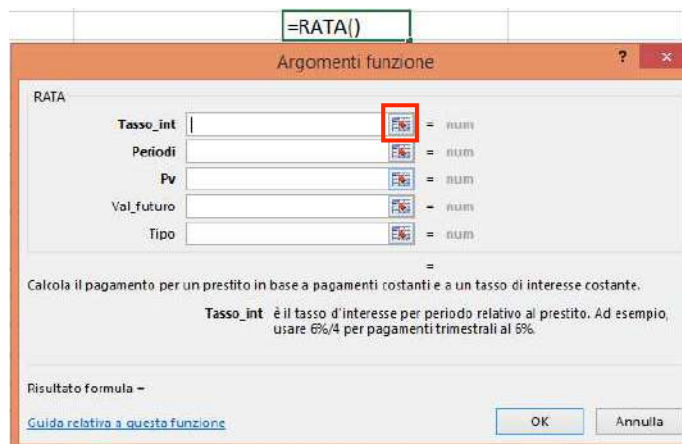 =RATA()
Argomenti funzione ? x
RATA
Tasso_int = num
Periodi = num
Pv = num
Val_futuro = num
Tipo = num
=
Calcola il pagamento per un prestito in base a pagamenti costanti e a un tasso di interesse costante.
Tasso_int è il tasso d'interesse per periodo relativo al prestito. Ad esempio,
usare 6%/4 per pagamenti trimestrali al 6%.
Risultato formula =
Guida relativa a questa funzione OK Annulla